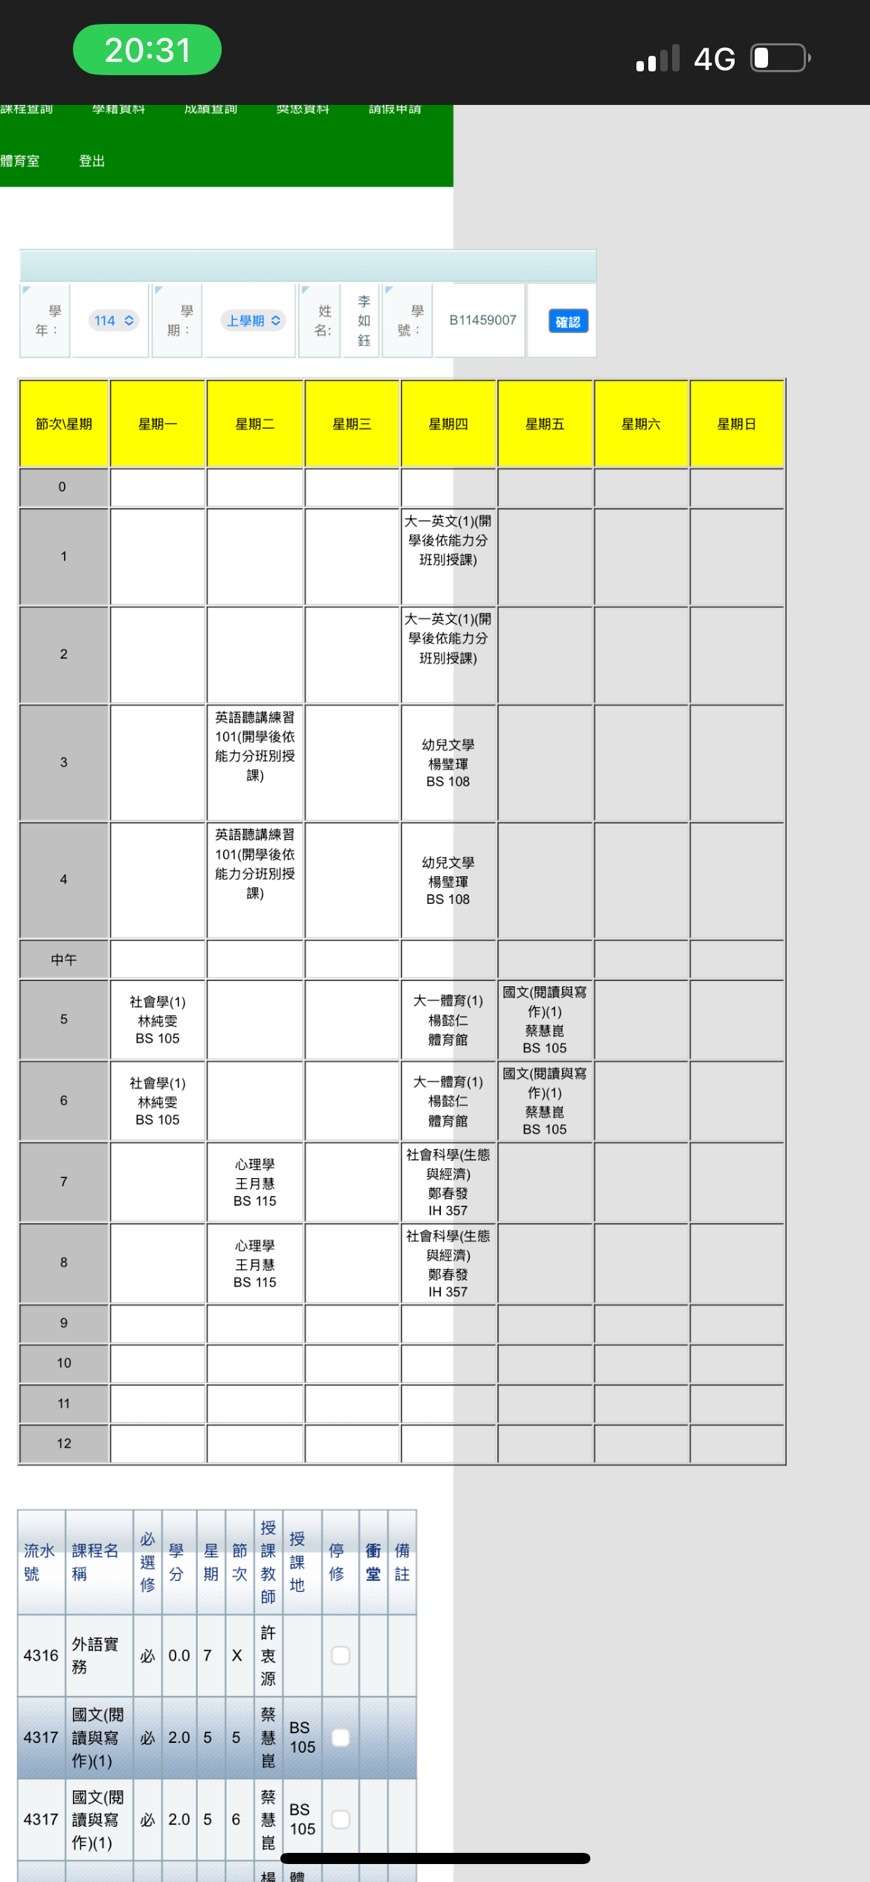 20:31
4G
課程查詢 學籍資料 成績查詢 獎懲資料 請假申請
體育室 登出
學年： 114 學期： 上學期 姓名: 李如鈺 學號： B11459007 確認
節次\星期 星期一 星期二 星期三 星期四 星期五 星期六 星期日
0
1
大一英文(1)(開
學後依能力分
班別授課)
2
大一英文(1)(開
學後依能力分
班別授課)
3
英語聽講練習
101(開學後依
能力分班別授
課)
幼兒文學
楊璧琿
BS 108
4
英語聽講練習
101(開學後依
能力分班別授
課)
幼兒文學
楊璧琿
BS 108
中午
5
社會學(1)
林純雯
BS 105
大一體育(1)
楊懿仁
體育館
國文(閱讀與寫
作)(1)
蔡慧崑
BS 105
6
社會學(1)
林純雯
BS 105
大一體育(1)
楊懿仁
體育館
國文(閱讀與寫
作)(1)
蔡慧崑
BS 105
7
心理學
王月慧
BS 115
社會科學(生態
與經濟)
鄭春發
IH 357
8
心理學
王月慧
BS 115
社會科學(生態
與經濟)
鄭春發
IH 357
9
10
11
12
流水號 課程名稱 必選修 學分 星期 節次 授課教師 授課地 停修 衝堂 備註
4316 外語實務 必 0.0 7 X 許衷源
4317 國文(閱讀與寫作)(1) 必 2.0 5 5 蔡慧崑 BS 105
4317 國文(閱讀與寫作)(1) 必 2.0 5 6 蔡慧崑 BS 105
楊 體